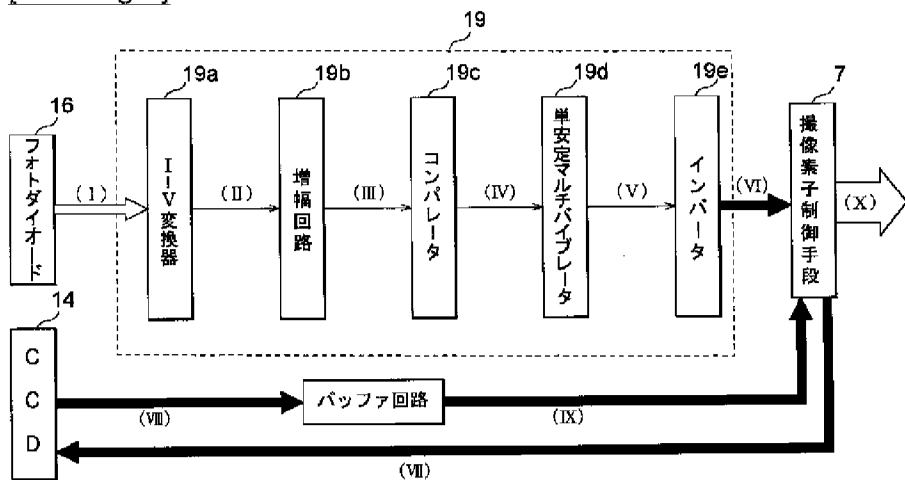 19
19a
19b
19c
19d
19e
7
16
フォトダイオード
(I)
I-V変換器
(II)
増幅回路
(III)
コンパレータ
(IV)
単安定マルチバイブレータ
(V)
インバータ
(VI)
撮像素子制御手段
(X)
14
CCD
(VIII)
バッファ回路
(IX)
(VII)